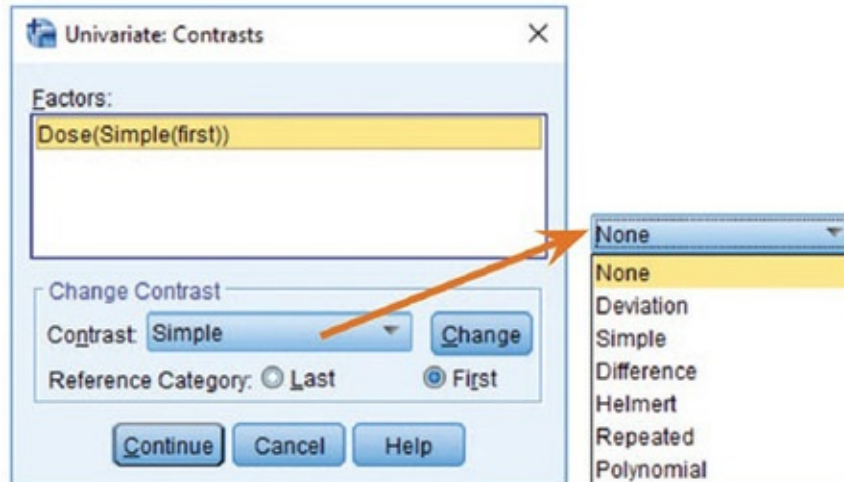 Univariate: Contrasts
Factors:
Dose(Simple(first))
Change Contrast
Contrast: Simple Change
Reference Category: Last First
Continue Cancel Help
None
None
Deviation
Simple
Difference
Helmert
Repeated
Polynomial